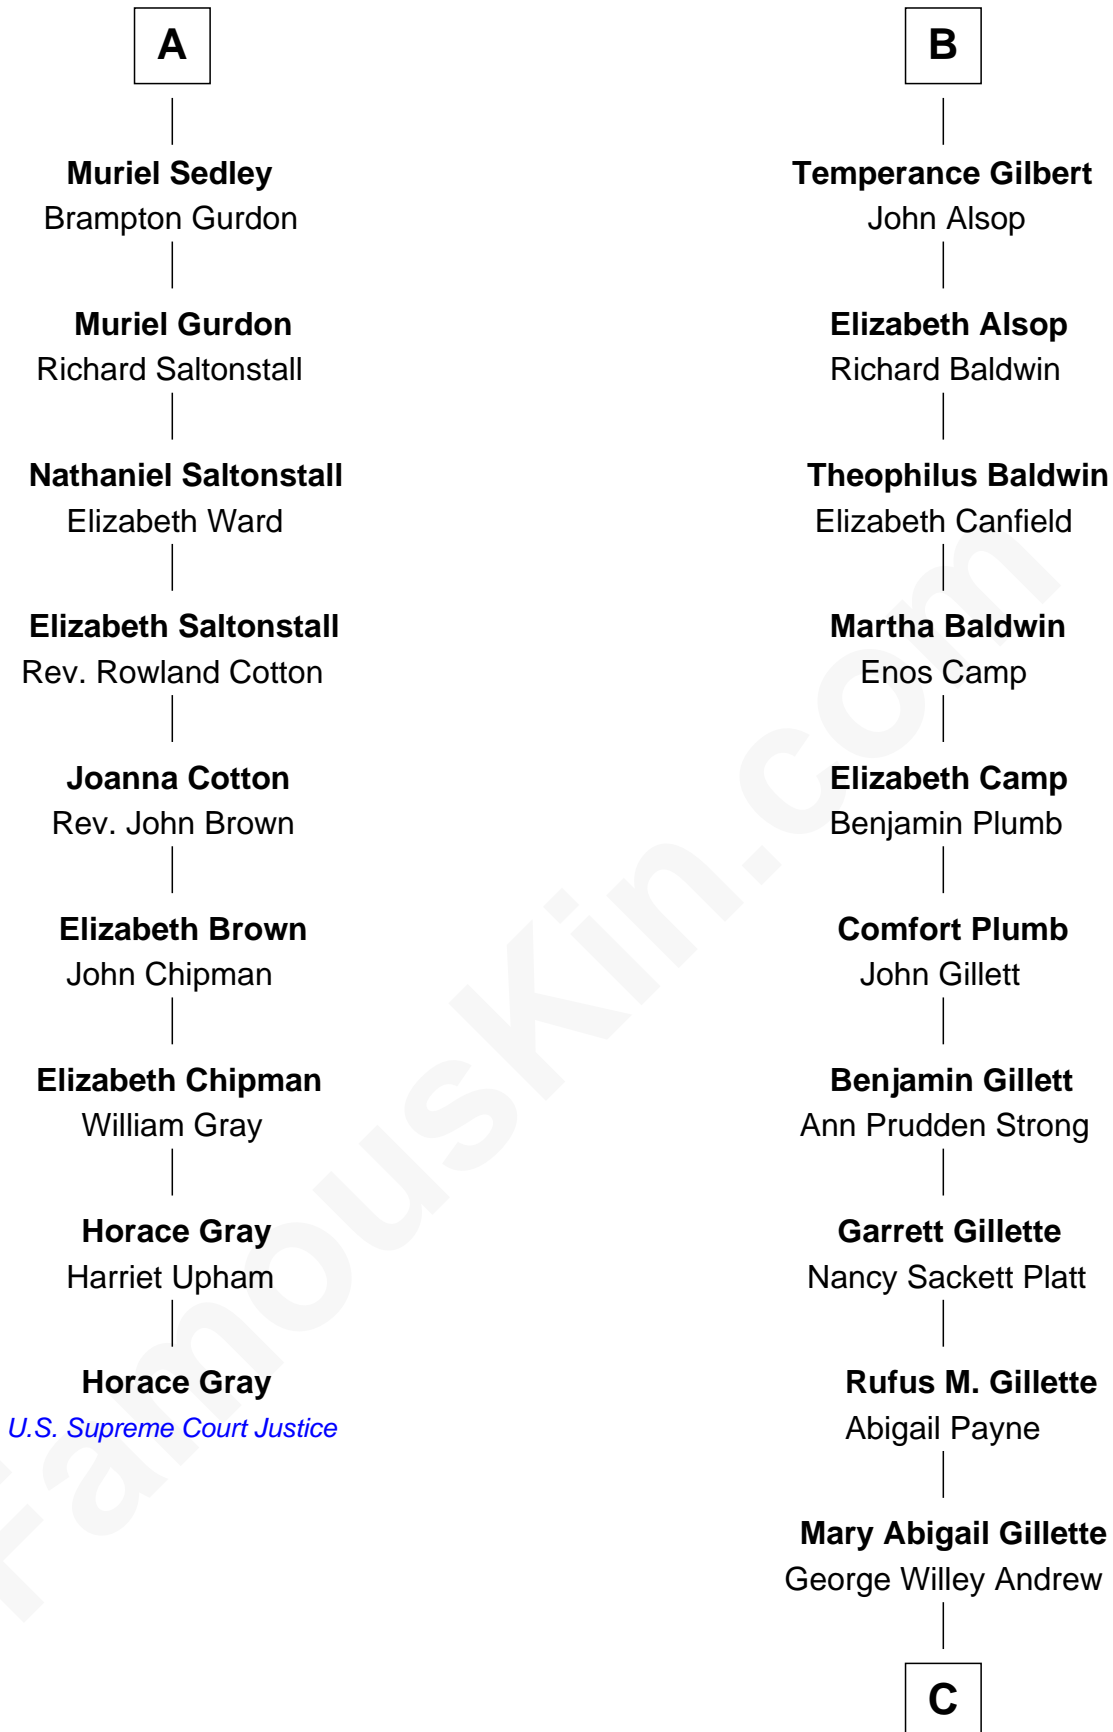 A
Muriel Sedley
Brampton Gurdon
Muriel Gurdon
Richard Saltonstall
Nathaniel Saltonstall
Elizabeth Ward
Elizabeth Saltonstall
Rev. Rowland Cotton
Joanna Cotton
Rev. John Brown
Elizabeth Brown
John Chipman
Elizabeth Chipman
William Gray
Horace Gray
Harriet Upham
Horace Gray
U.S. Supreme Court Justice
B
Temperance Gilbert
John Alsop
Elizabeth Alsop
Richard Baldwin
Theophilus Baldwin
Elizabeth Canfield
Martha Baldwin
Enos Camp
Elizabeth Camp
Benjamin Plumb
Comfort Plumb
John Gillett
Benjamin Gillett
Ann Prudden Strong
Garrett Gillette
Nancy Sackett Platt
Rufus M. Gillette
Abigail Payne
Mary Abigail Gillette
George Willey Andrew
C
FamousKin.com